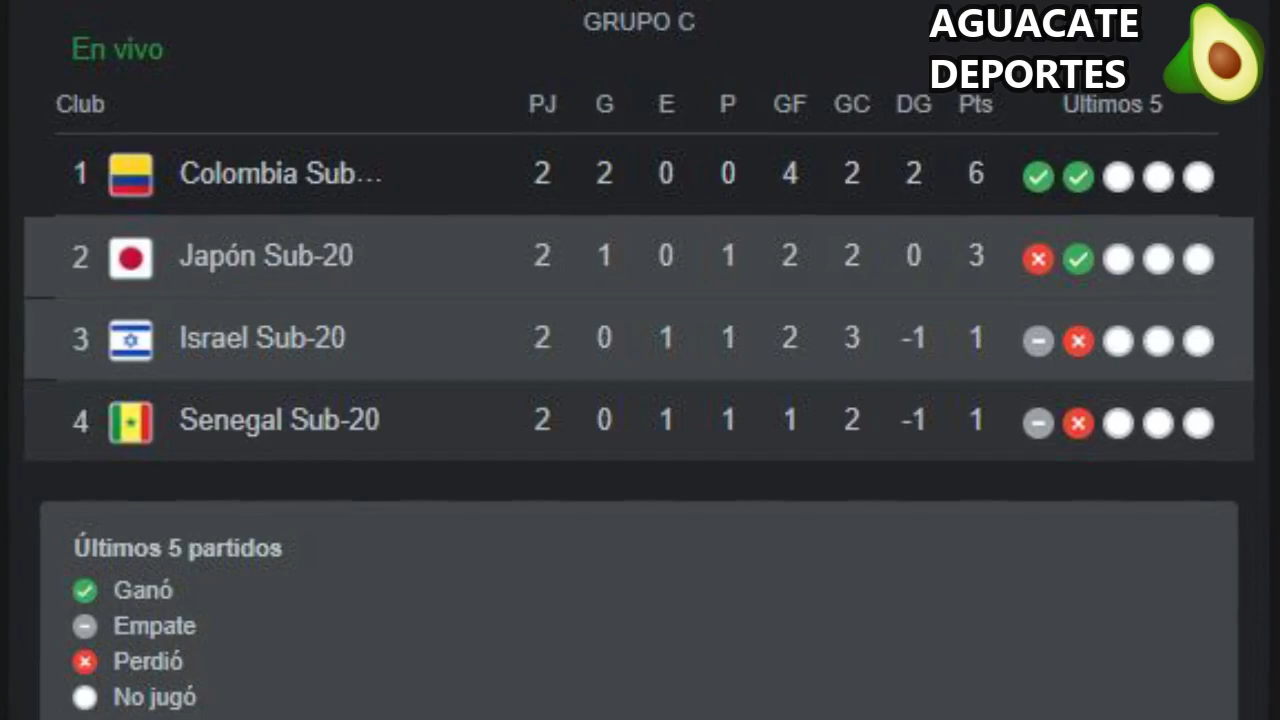 GRUPO C
AGUACATE
DEPORTES
En vivo
Club PJ G E P GF GC DG Pts Últimos 5
1 Colombia Sub... 2 2 0 0 4 2 2 6
2 Japón Sub-20 2 1 0 1 2 2 0 3
3 Israel Sub-20 2 0 1 1 2 3 -1 1
4 Senegal Sub-20 2 0 1 1 1 2 -1 1
Últimos 5 partidos
Ganó
Empate
Perdió
No jugó